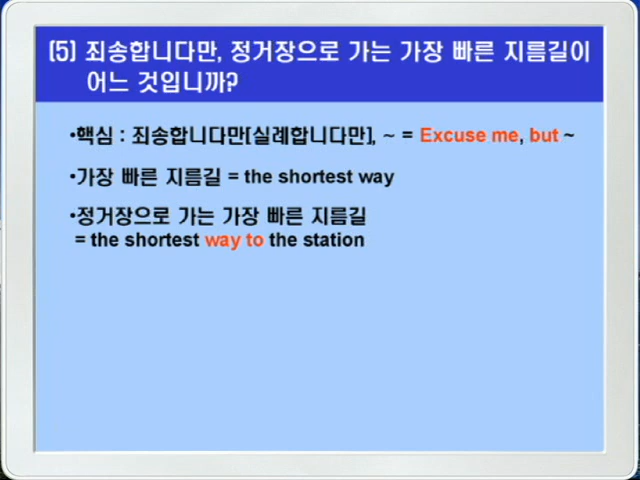 (5) 죄송합니다만, 정거장으로 가는 가장 빠른 지름길이
어느 것입니까?
•핵심 : 죄송합니다만[실례합니다만], ~ = Excuse me, but ~
•가장 빠른 지름길 = the shortest way
•정거장으로 가는 가장 빠른 지름길
= the shortest way to the station